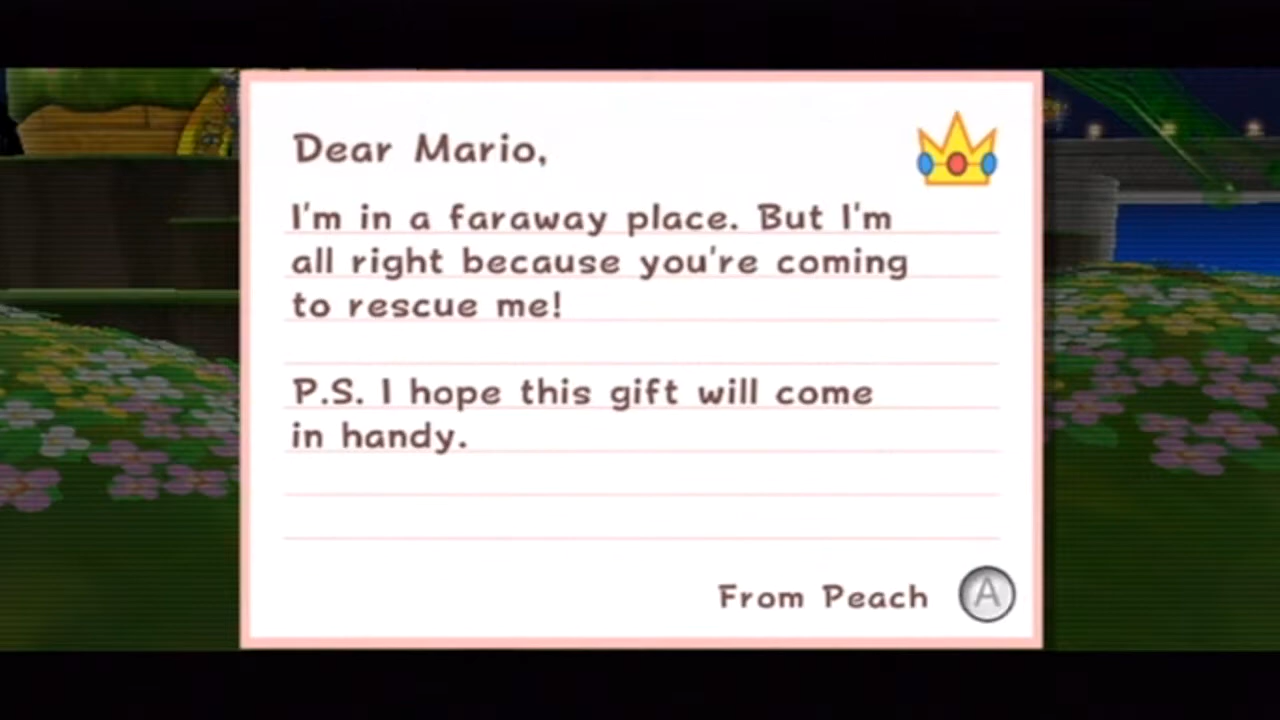 Dear Mario,
I'm in a faraway place. But I'm
all right because you're coming
to rescue me!
P.S. I hope this gift will come
in handy.
From Peach
A